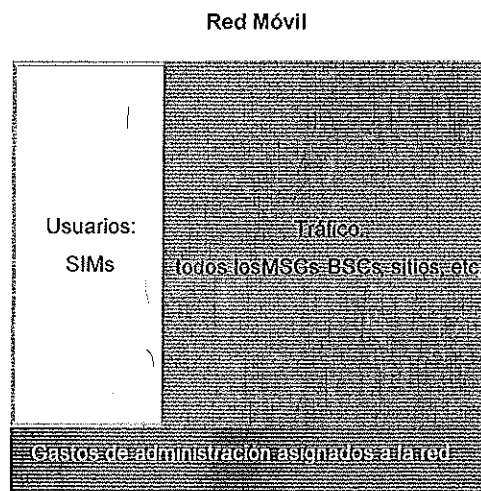 Red Móvil
Usuarios:
SIMs
Tráfico:
todos losMSCs, BSCs, sitios, etc
Gastos de administración asignados a la red